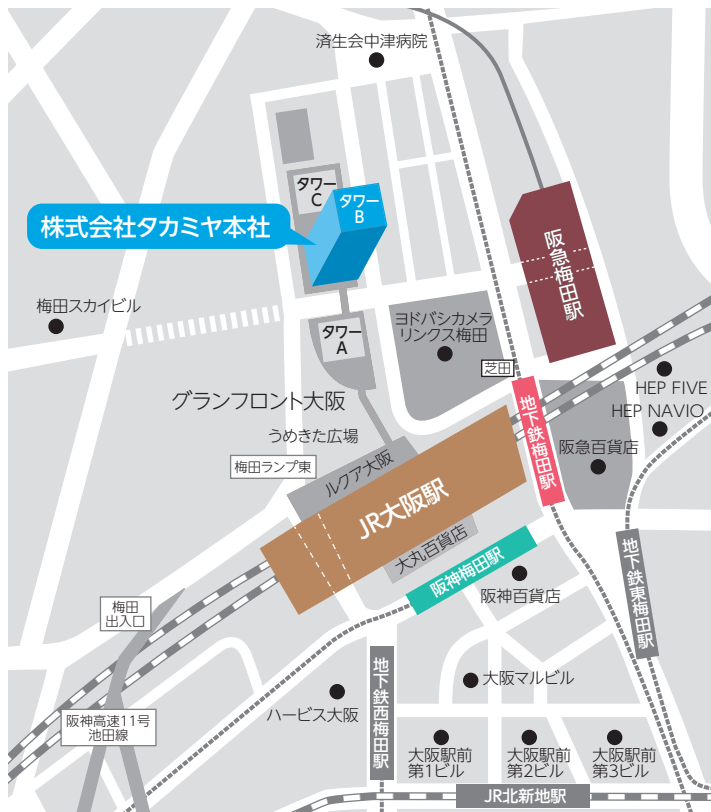 済生会中津病院
タワー
C
タワー
B
株式会社タカミヤ本社
阪急梅田駅
梅田スカイビル
ヨドバシカメラ
リンクス梅田
タワー
A
芝田
HEP FIVE
HEP NAVIO
グランフロント大阪
うめきた広場
地下鉄梅田駅
阪急百貨店
梅田ランプ東
ルクア大阪
JR大阪駅
大丸百貨店
阪神梅田駅
阪神百貨店
地下鉄東梅田駅
梅田
出入口
地下鉄西梅田駅
大阪マルビル
ハービス大阪
阪神高速11号
池田線
大阪駅前
第1ビル
大阪駅前
第2ビル
大阪駅前
第3ビル
JR北新地駅